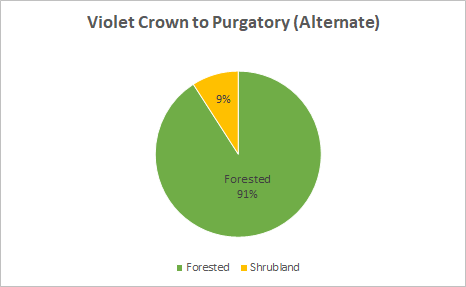 Violet Crown to Purgatory (Alternate)
9%
Forested
91%
Forested Shrubland